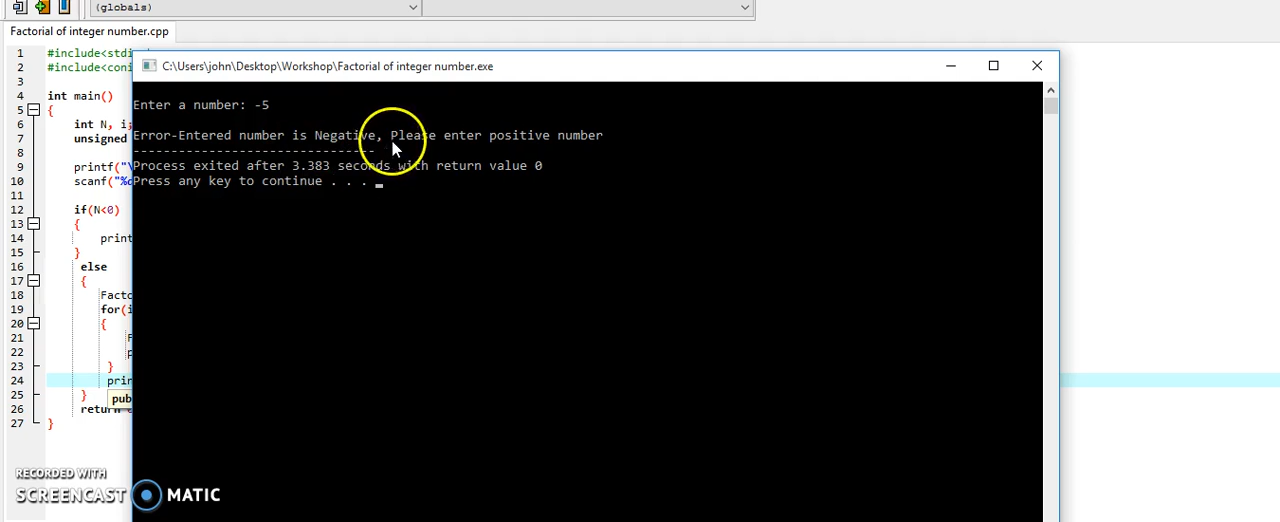 (globals)
Factorial of integer number.cpp
1 #include<stdi
2 #include<coni
3
4 int main()
5 {
6 int N, i;
7 unsigned
8
9 printf("\
10 scanf("%d
11
12 if(N<0)
13 {
14 print
15 }
16 else
17 {
18 Facto
19 for(i
20 {
21 F
22 p
23 }
24 prin
pub
25 }
26 return
27 }
C:\Users\john\Desktop\Workshop\Factorial of integer number.exe
Enter a number: -5
Error-Entered number is Negative, Please enter positive number
--------------------------------
Process exited after 3.383 seconds with return value 0
Press any key to continue . . .
RECORDED WITH
SCREENCAST MATIC